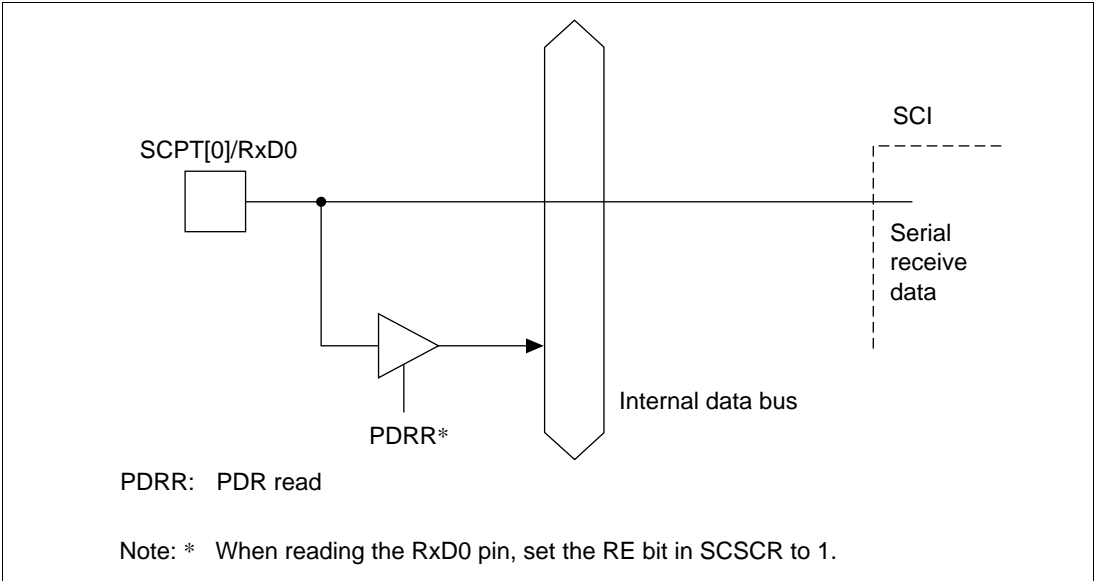 SCPT[0]/RxD0
SCI
Serial
receive
data
Internal data bus
PDRR*
PDRR: PDR read
Note: * When reading the RxD0 pin, set the RE bit in SCSCR to 1.